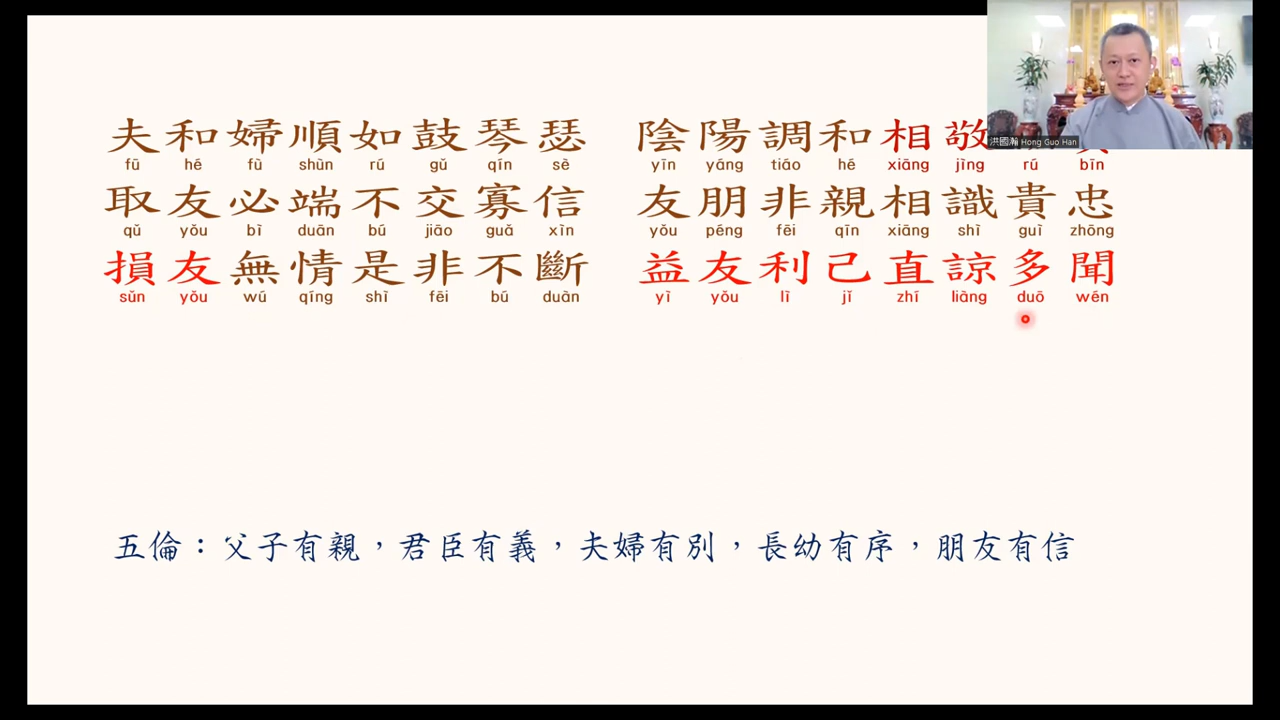 夫和婦順如鼓琴瑟 陰陽調和相敬
fū hé fù shùn rú gǔ qín sè yīn yáng tiáo hé xiāng jìng rú bīn
取友必端不交寡信 友朋非親相識貴忠
qǔ yǒu bì duān bú jiāo guǎ xìn yǒu péng fēi qīn xiāng shì guì zhōng
損友無情是非不斷 益友利己直諒多聞
sǔn yǒu wú qíng shì fēi bú duàn yì yǒu lì jǐ zhí liàng duō wén
五倫：父子有親，君臣有義，夫婦有別，長幼有序，朋友有信
洪國瀚 Hong Guo Han